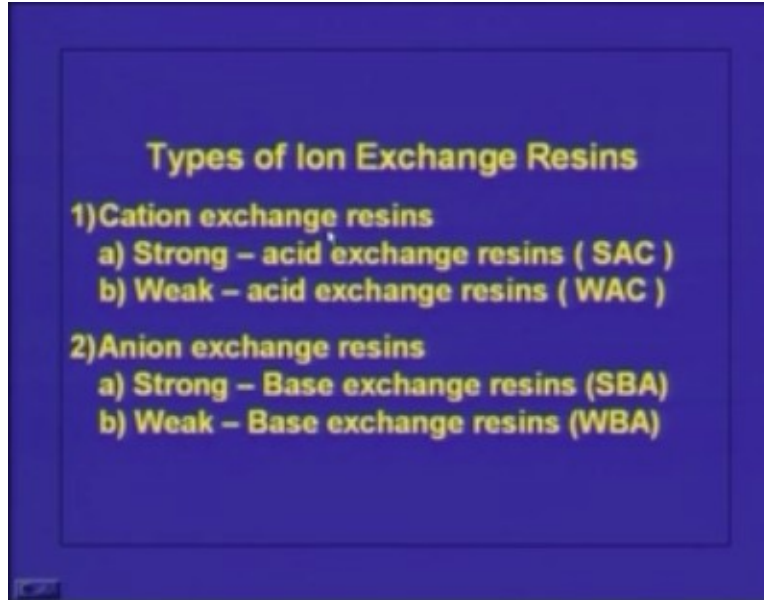 Types of Ion Exchange Resins
1)Cation exchange resins
a) Strong – acid exchange resins ( SAC )
b) Weak – acid exchange resins ( WAC )
2)Anion exchange resins
a) Strong – Base exchange resins (SBA)
b) Weak – Base exchange resins (WBA)